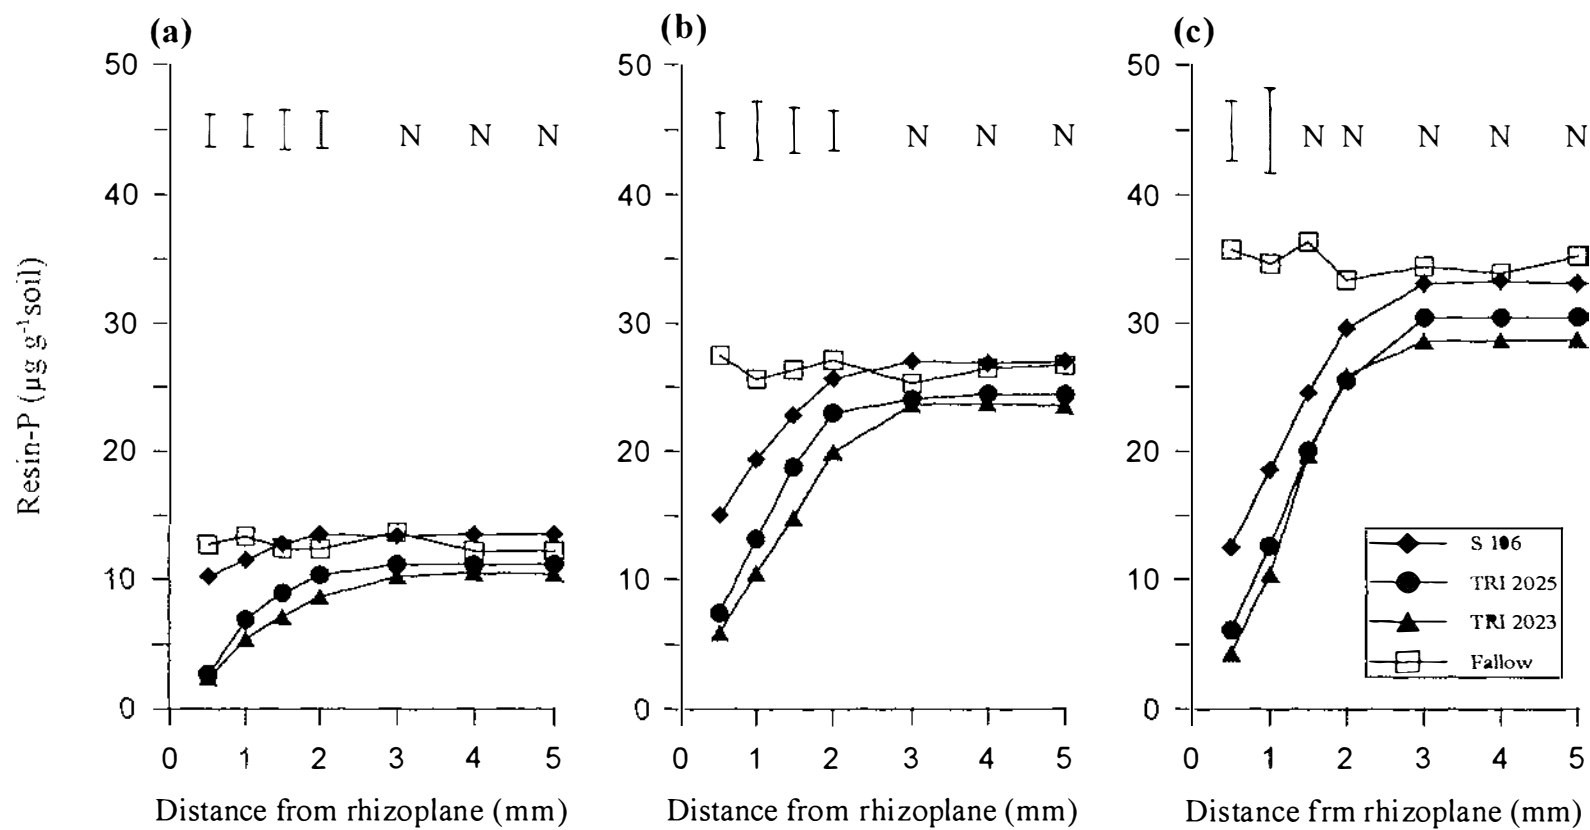 (a) (b) (c)
50 50 50
N N N N N N N N N N N
40 40 40
30 30 30
20 20 20
10 10 10
0 0 0
Resin-P (µg g⁻¹soil)
S 106
TRI 2025
TRI 2023
Fallow
0 1 2 3 4 5 0 1 2 3 4 5 0 1 2 3 4 5
Distance from rhizoplane (mm) Distance from rhizoplane (mm) Distance frm rhizoplane (mm)